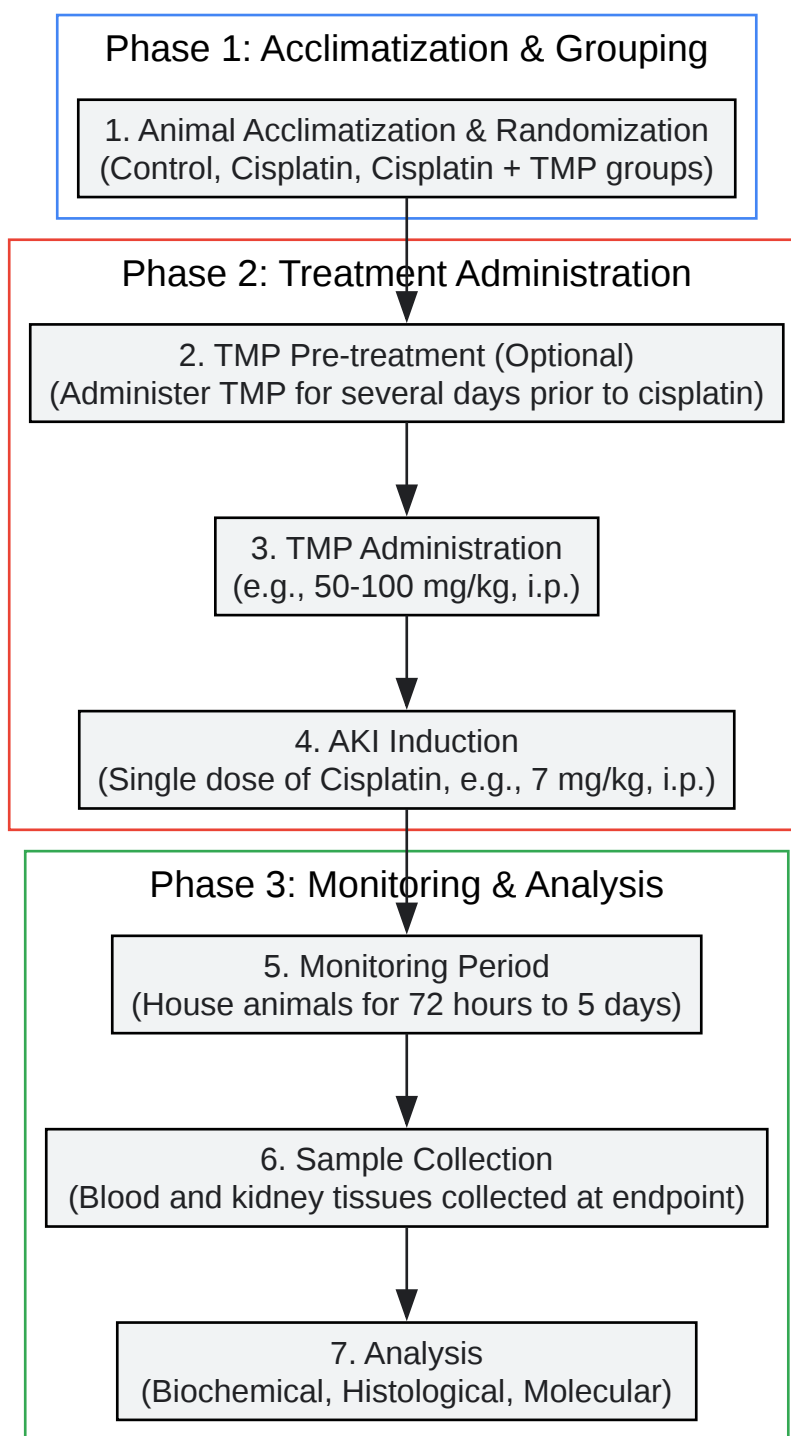 Phase 1: Acclimatization & Grouping
1. Animal Acclimatization & Randomization
(Control, Cisplatin, Cisplatin + TMP groups)
Phase 2: Treatment Administration
2. TMP Pre-treatment (Optional)
(Administer TMP for several days prior to cisplatin)
3. TMP Administration
(e.g., 50-100 mg/kg, i.p.)
4. AKI Induction
(Single dose of Cisplatin, e.g., 7 mg/kg, i.p.)
Phase 3: Monitoring & Analysis
5. Monitoring Period
(House animals for 72 hours to 5 days)
6. Sample Collection
(Blood and kidney tissues collected at endpoint)
7. Analysis
(Biochemical, Histological, Molecular)